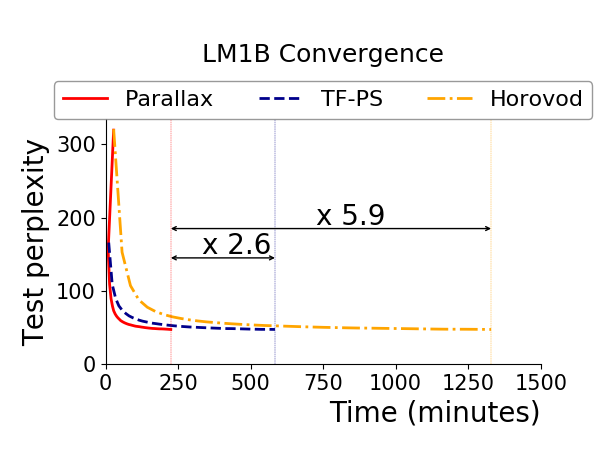 LM1B Convergence
Parallax TF-PS Horovod
Test perplexity
300
200
100
0
x 5.9
x 2.6
0 250 500 750 1000 1250 1500
Time (minutes)